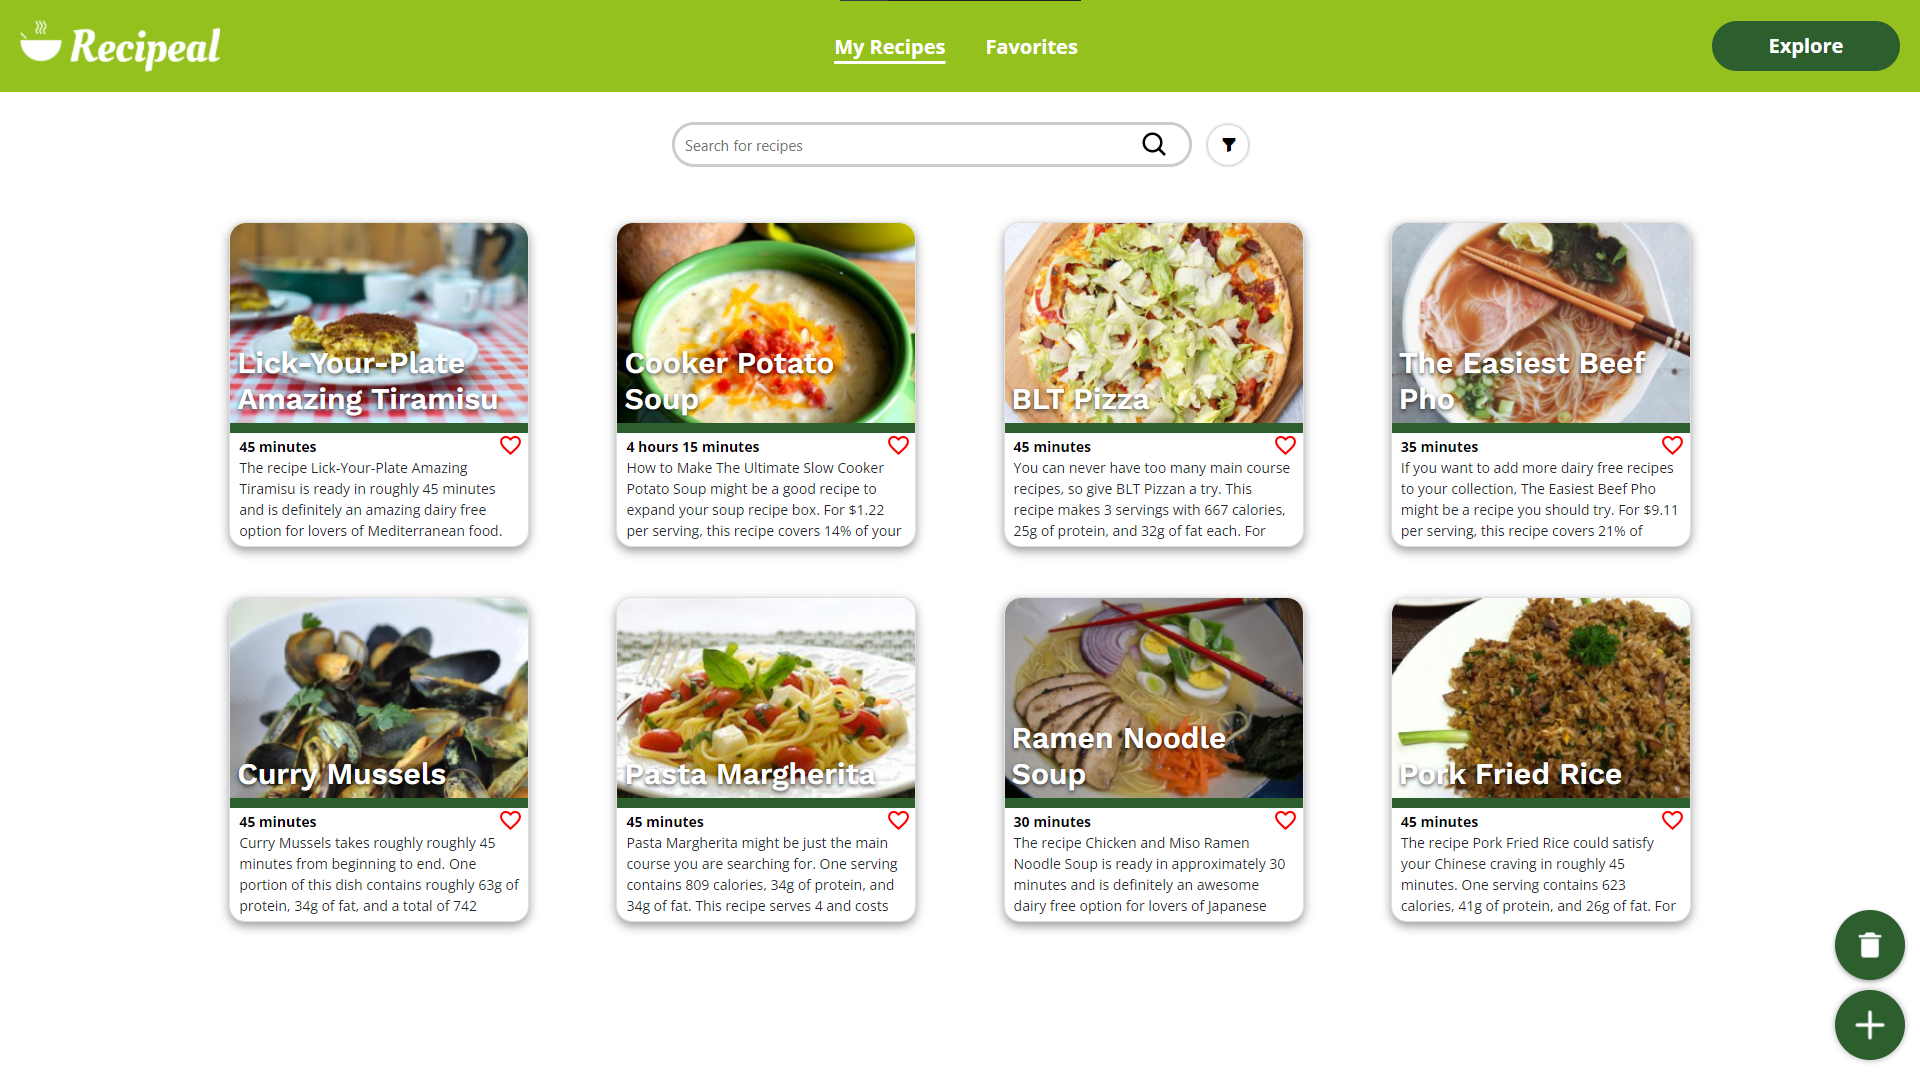 Recipeal
My Recipes
Favorites
Explore
Search for recipes
Lick-Your-Plate
Amazing Tiramisu
45 minutes
The recipe Lick-Your-Plate Amazing
Tiramisu is ready in roughly 45 minutes
and is definitely an amazing dairy free
option for lovers of Mediterranean food.
Cooker Potato
Soup
4 hours 15 minutes
How to Make The Ultimate Slow Cooker
Potato Soup might be a good recipe to
expand your soup recipe box. For $1.22
per serving, this recipe covers 14% of your
BLT Pizza
45 minutes
You can never have too many main course
recipes, so give BLT Pizzan a try. This
recipe makes 3 servings with 667 calories,
25g of protein, and 32g of fat each. For
The Easiest Beef
Pho
35 minutes
If you want to add more dairy free recipes
to your collection, The Easiest Beef Pho
might be a recipe you should try. For $9.11
per serving, this recipe covers 21% of
Curry Mussels
45 minutes
Curry Mussels takes roughly roughly 45
minutes from beginning to end. One
portion of this dish contains roughly 63g of
protein, 34g of fat, and a total of 742
Pasta Margherita
45 minutes
Pasta Margherita might be just the main
course you are searching for. One serving
contains 809 calories, 34g of protein, and
34g of fat. This recipe serves 4 and costs
Ramen Noodle
Soup
30 minutes
The recipe Chicken and Miso Ramen
Noodle Soup is ready in approximately 30
minutes and is definitely an awesome
dairy free option for lovers of Japanese
Pork Fried Rice
45 minutes
The recipe Pork Fried Rice could satisfy
your Chinese craving in roughly 45
minutes. One serving contains 623
calories, 41g of protein, and 26g of fat. For